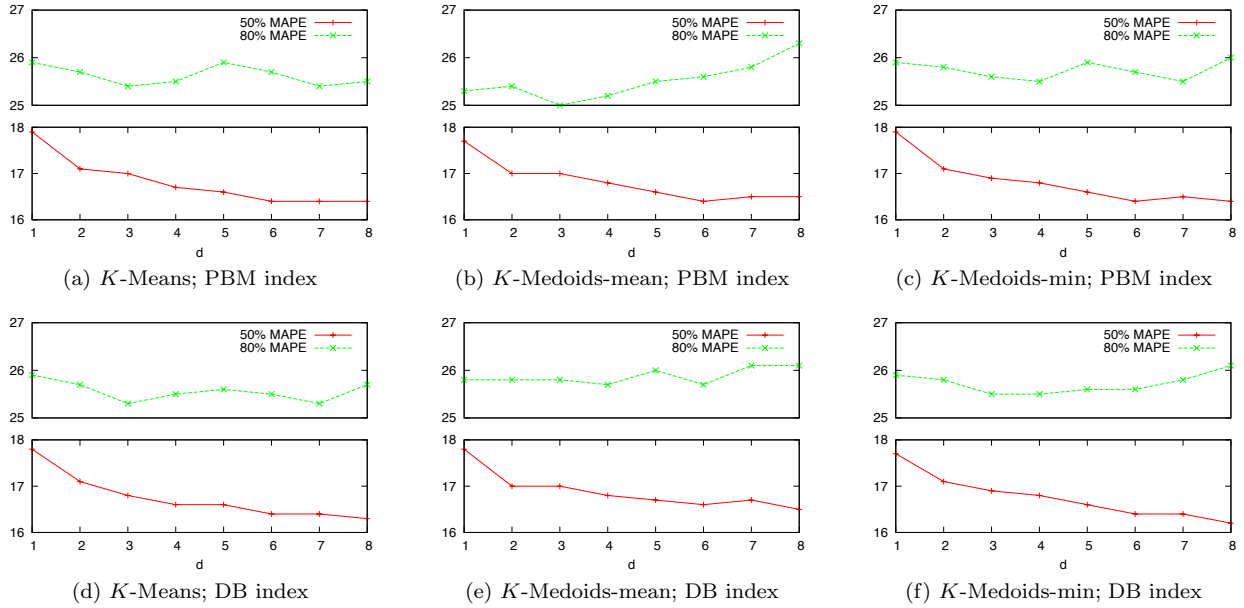 27
26
25
50% MAPE
80% MAPE
18
17
16
1 2 3 4 5 6 7 8
d
(a) K-Means; PBM index
27
26
25
50% MAPE
80% MAPE
18
17
16
1 2 3 4 5 6 7 8
d
(b) K-Medoids-mean; PBM index
27
26
25
50% MAPE
80% MAPE
18
17
16
1 2 3 4 5 6 7 8
d
(c) K-Medoids-min; PBM index
27
26
25
50% MAPE
80% MAPE
18
17
16
1 2 3 4 5 6 7 8
d
(d) K-Means; DB index
27
26
25
50% MAPE
80% MAPE
18
17
16
1 2 3 4 5 6 7 8
d
(e) K-Medoids-mean; DB index
27
26
25
50% MAPE
80% MAPE
18
17
16
1 2 3 4 5 6 7 8
d
(f) K-Medoids-min; DB index